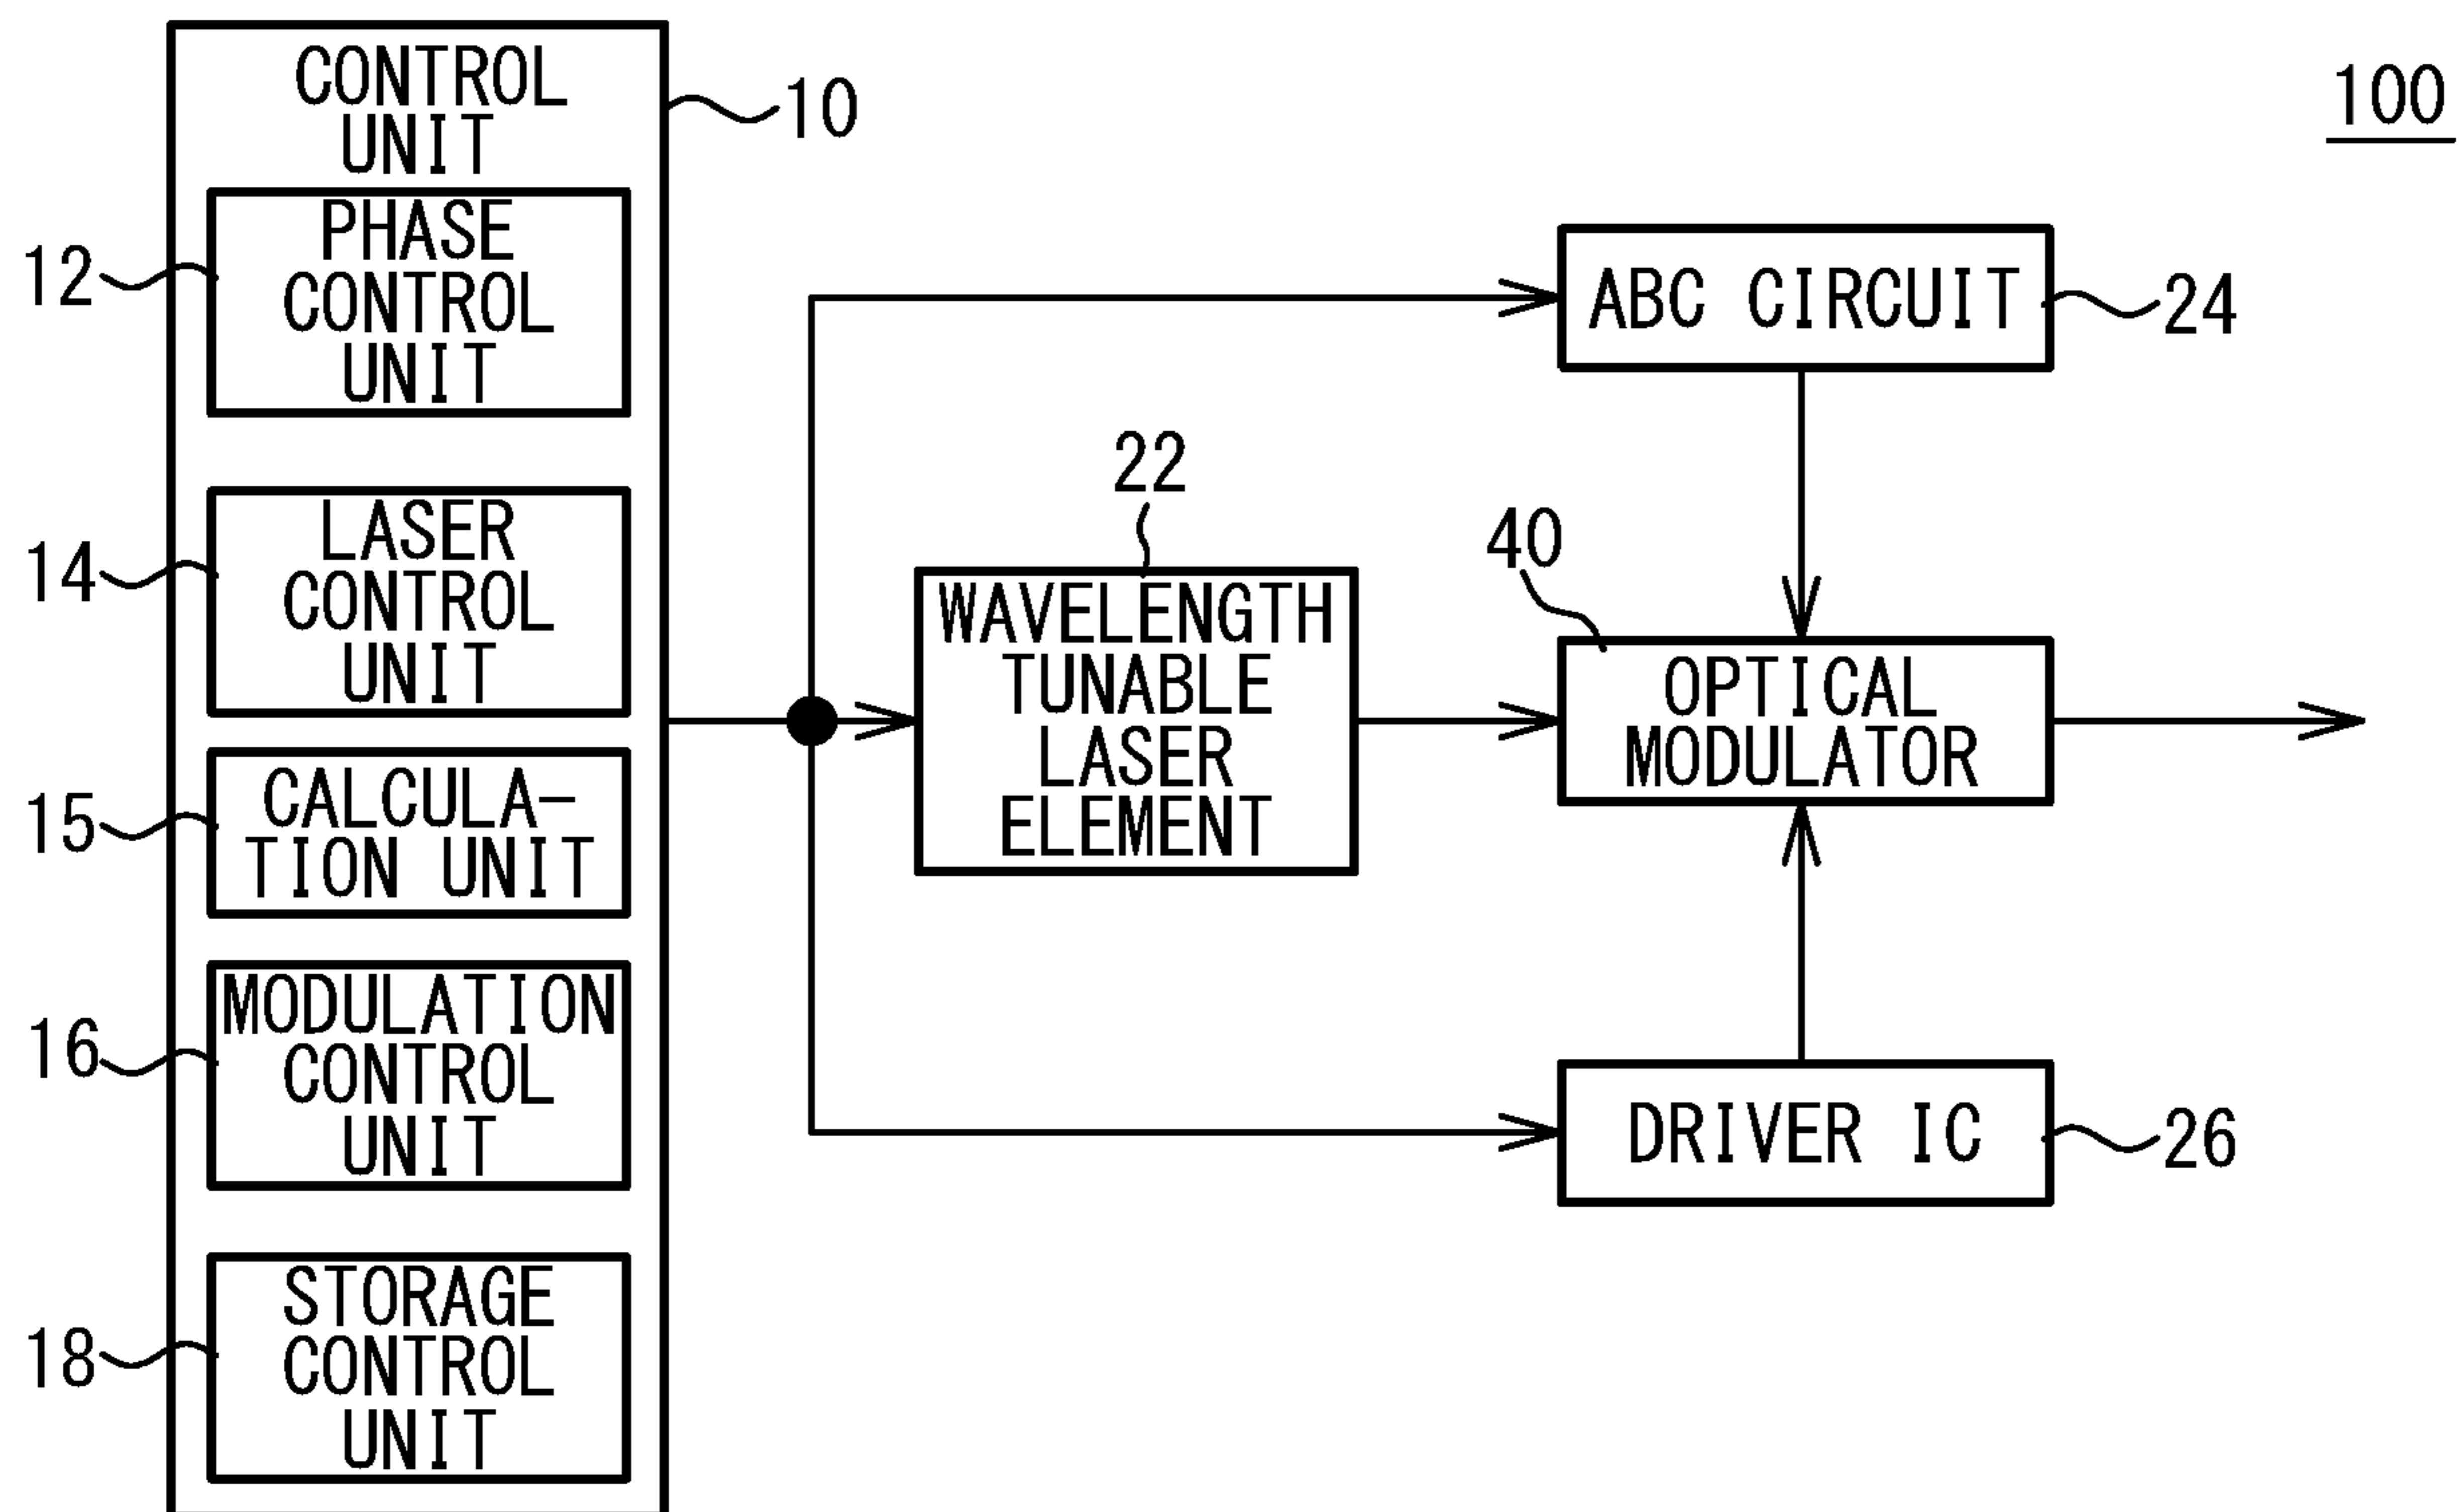 CONTROL
UNIT
10
100
12
PHASE
CONTROL
UNIT
14
LASER
CONTROL
UNIT
15
CALCULA-
TION UNIT
16
MODULATION
CONTROL
UNIT
18
STORAGE
CONTROL
UNIT
22
WAVELENGTH
TUNABLE
LASER
ELEMENT
ABC CIRCUIT
24
40
OPTICAL
MODULATOR
DRIVER IC
26